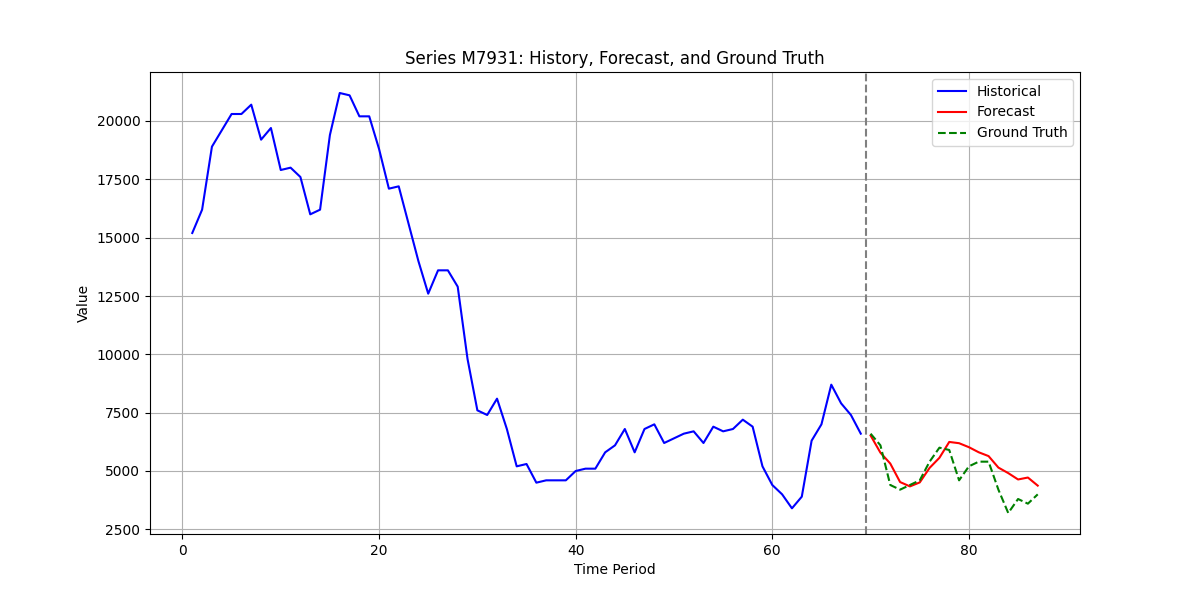 Series M7931: History, Forecast, and Ground Truth
Historical
Forecast
Ground Truth
20000
17500
15000
12500
10000
7500
5000
2500
Value
0
20
40
60
80
Time Period